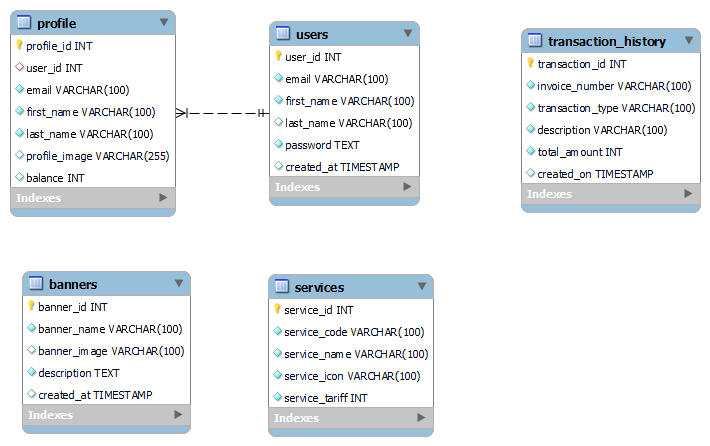 profile
profile_id INT
user_id INT
email VARCHAR(100)
first_name VARCHAR(100)
last_name VARCHAR(100)
profile_image VARCHAR(255)
balance INT
Indexes
users
user_id INT
email VARCHAR(100)
first_name VARCHAR(100)
last_name VARCHAR(100)
password TEXT
created_at TIMESTAMP
Indexes
transaction_history
transaction_id INT
invoice_number VARCHAR(100)
transaction_type VARCHAR(100)
description VARCHAR(100)
total_amount INT
created_on TIMESTAMP
Indexes
banners
banner_id INT
banner_name VARCHAR(100)
banner_image VARCHAR(100)
description TEXT
created_at TIMESTAMP
Indexes
services
service_id INT
service_code VARCHAR(100)
service_name VARCHAR(100)
service_icon VARCHAR(100)
service_tariff INT
Indexes